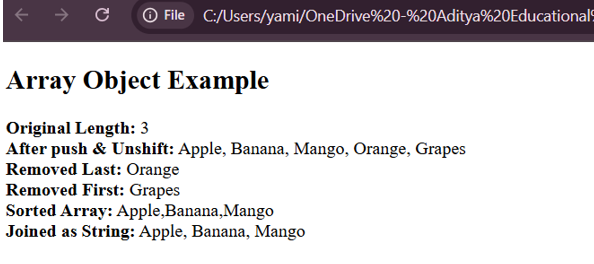 File C:/Users/yami/OneDrive%20-%20Aditya%20Educational%
Array Object Example
Original Length: 3
After push & Unshift: Apple, Banana, Mango, Orange, Grapes
Removed Last: Orange
Removed First: Grapes
Sorted Array: Apple,Banana,Mango
Joined as String: Apple, Banana, Mango